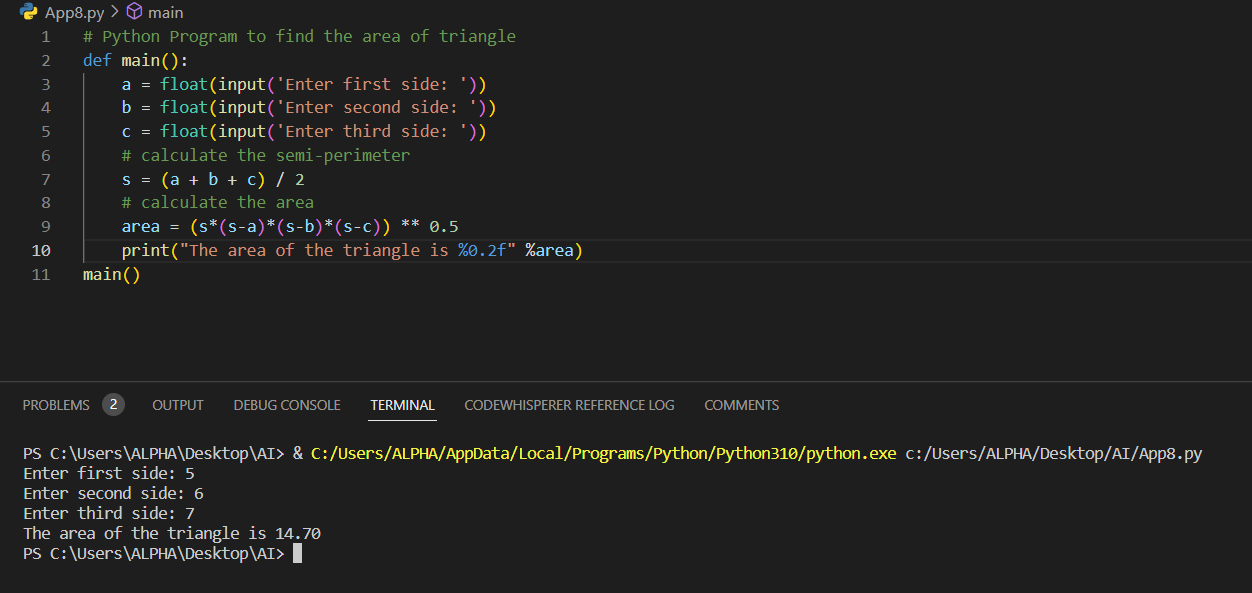 App8.py > main
1 # Python Program to find the area of triangle
2 def main():
3     a = float(input('Enter first side: '))
4     b = float(input('Enter second side: '))
5     c = float(input('Enter third side: '))
6     # calculate the semi-perimeter
7     s = (a + b + c) / 2
8     # calculate the area
9     area = (s*(s-a)*(s-b)*(s-c)) ** 0.5
10     print("The area of the triangle is %0.2f" %area)
11 main()
PROBLEMS 2 OUTPUT DEBUG CONSOLE TERMINAL CODEWHISPERER REFERENCE LOG COMMENTS
PS C:\Users\ALPHA\Desktop\AI> & C:/Users/ALPHA/AppData/Local/Programs/Python/Python310/python.exe c:/Users/ALPHA/Desktop/AI/App8.py
Enter first side: 5
Enter second side: 6
Enter third side: 7
The area of the triangle is 14.70
PS C:\Users\ALPHA\Desktop\AI>